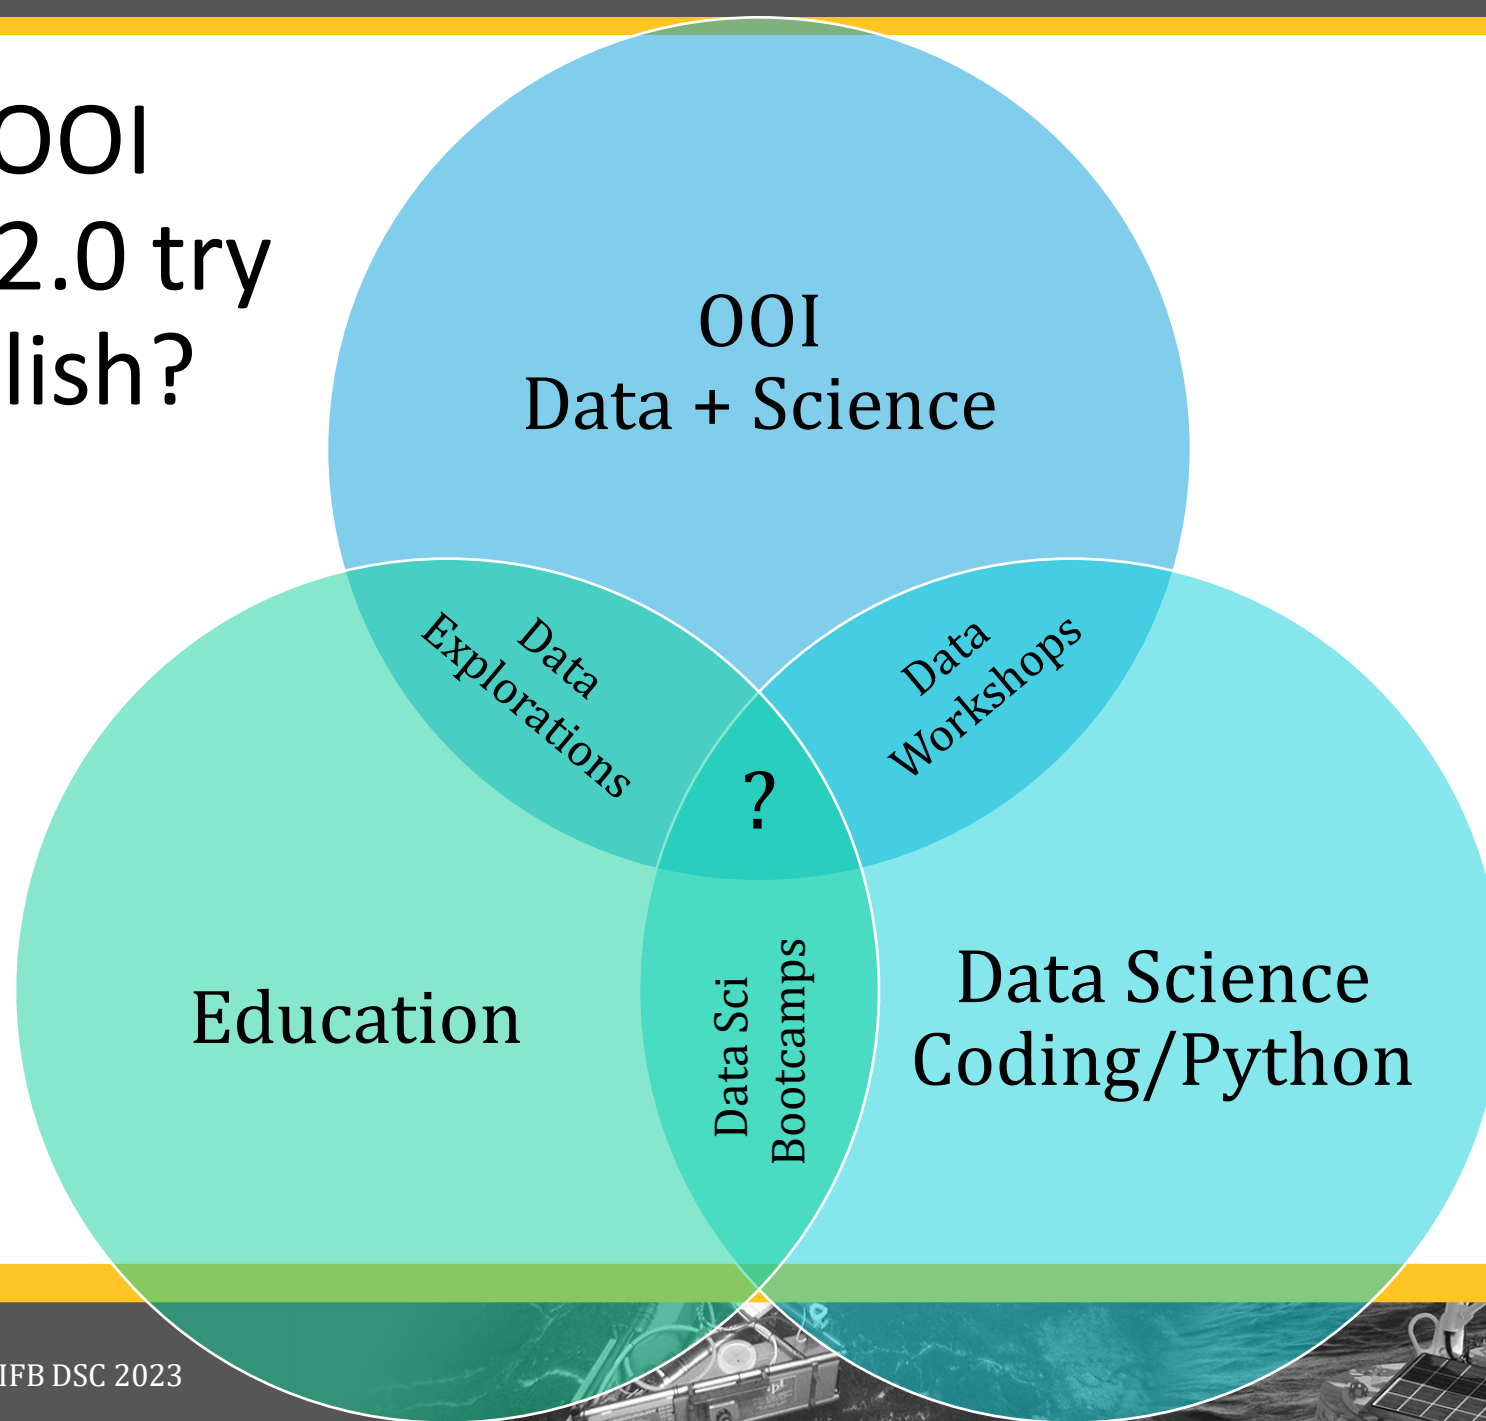 OOI
2.0 try
lish?
OOI
Data + Science
Data
Explorations
Data
Workshops
?
Education
Data Sci
Bootcamps
Data Science
Coding/Python
IFB DSC 2023